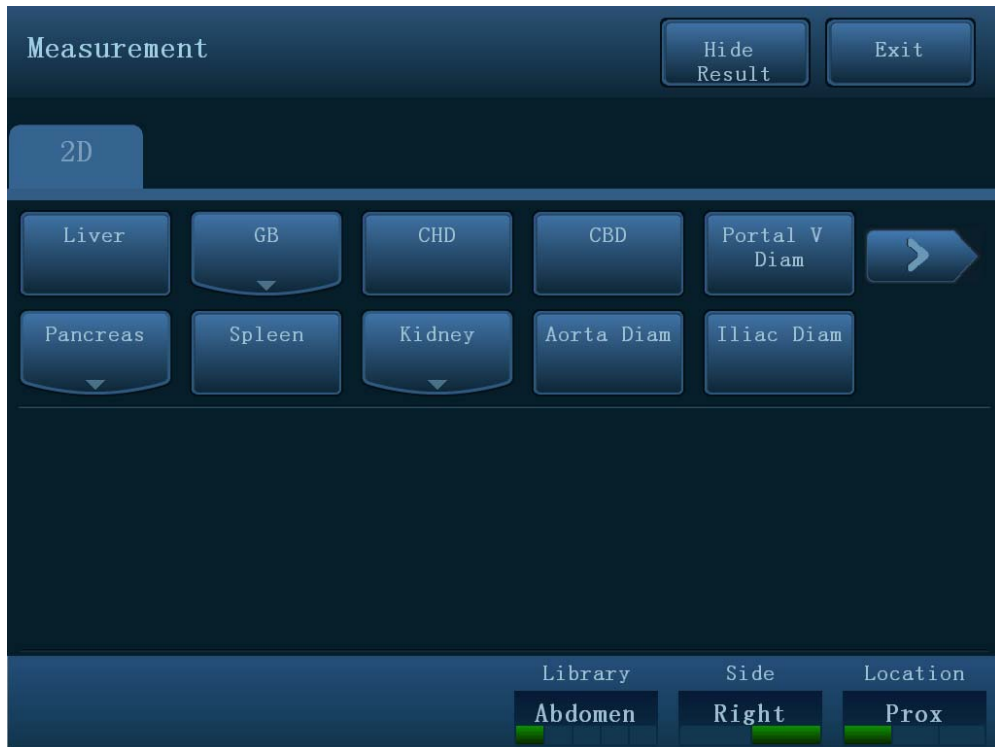 Measurement
Hide
Result
Exit
2D
Liver
GB
CHD
CBD
Portal V
Diam
Pancreas
Spleen
Kidney
Aorta Diam
Iliac Diam
Library
Side
Location
Abdomen
Right
Prox